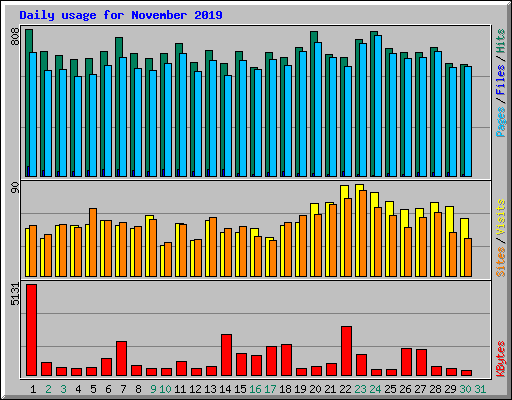 Daily usage for November 2019
808
Pages / Files / Hits
90
Sites / Visits
5131
KBytes
1 2 3 4 5 6 7 8 9 10 11 12 13 14 15 16 17 18 19 20 21 22 23 24 25 26 27 28 29 30 31